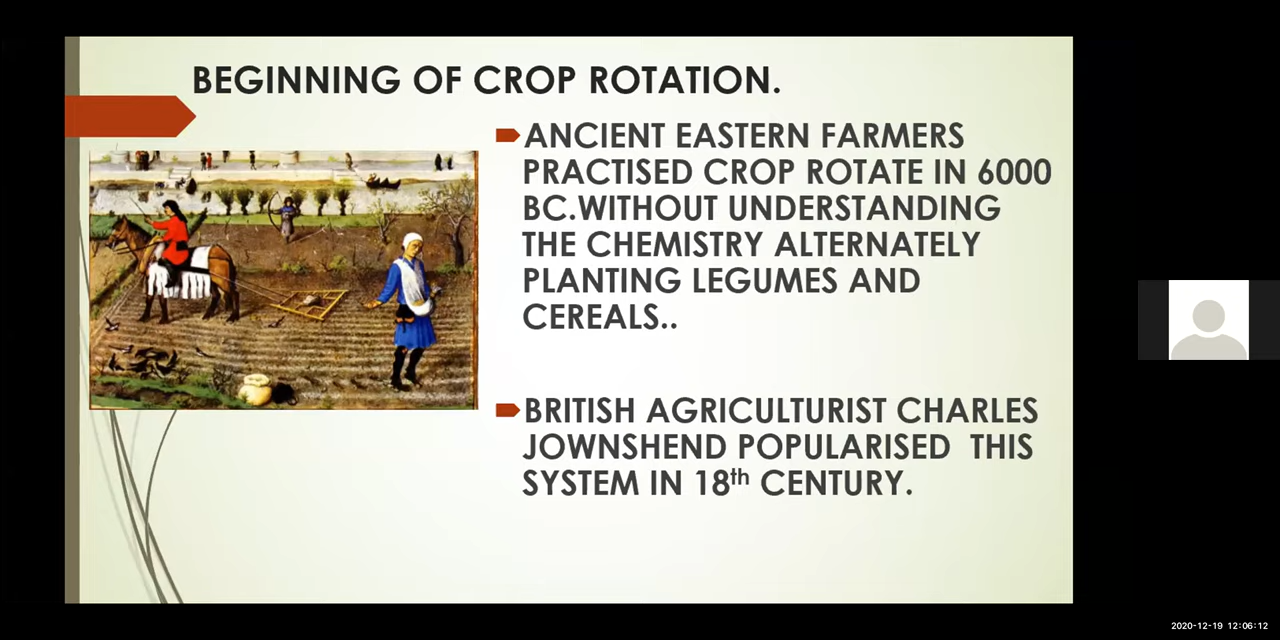 BEGINNING OF CROP ROTATION.
ANCIENT EASTERN FARMERS
PRACTISED CROP ROTATE IN 6000
BC.WITHOUT UNDERSTANDING
THE CHEMISTRY ALTERNATELY
PLANTING LEGUMES AND
CEREALS..
BRITISH AGRICULTURIST CHARLES
JOWNSHEND POPULARISED THIS
SYSTEM IN 18th CENTURY.
2020-12-19 12:06:12